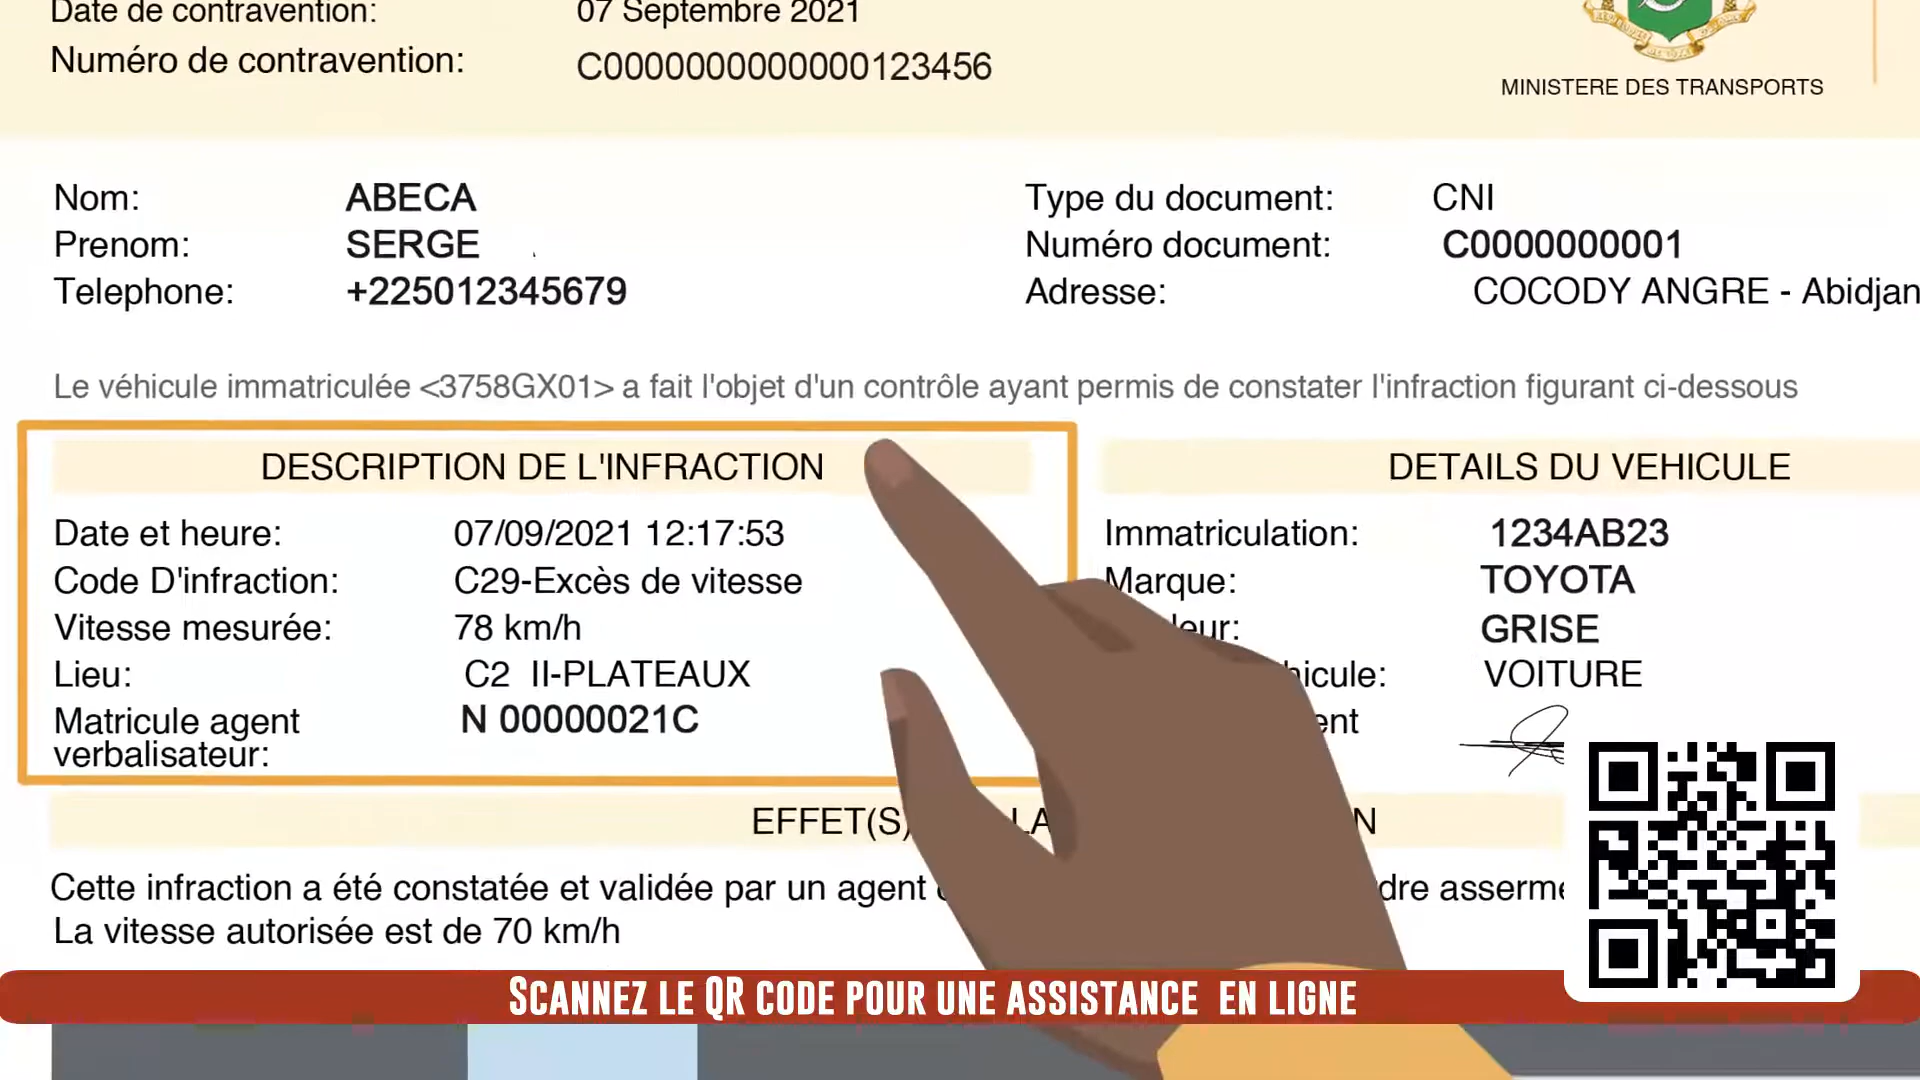 Date de contravention: 07 Septembre 2021
Numéro de contravention: C0000000000000123456
MINISTERE DES TRANSPORTS
Nom: ABECA
Prenom: SERGE
Telephone: +225012345679
Type du document: CNI
Numéro document: C0000000001
Adresse: COCODY ANGRE - Abidjan
Le véhicule immatriculée <3758GX01> a fait l'objet d'un contrôle ayant permis de constater l'infraction figurant ci-dessous
DESCRIPTION DE L'INFRACTION
Date et heure: 07/09/2021 12:17:53
Code D'infraction: C29-Excès de vitesse
Vitesse mesurée: 78 km/h
Lieu: C2 II-PLATEAUX
Matricule agent N 00000021C
verbalisateur:
DETAILS DU VEHICULE
Immatriculation: 1234AB23
Marque: TOYOTA
GRISE
VOITURE
EFFET(S) LA
Cette infraction a été constatée et validée par un agent
La vitesse autorisée est de 70 km/h
SCANNEZ LE QR CODE POUR UNE ASSISTANCE EN LIGNE